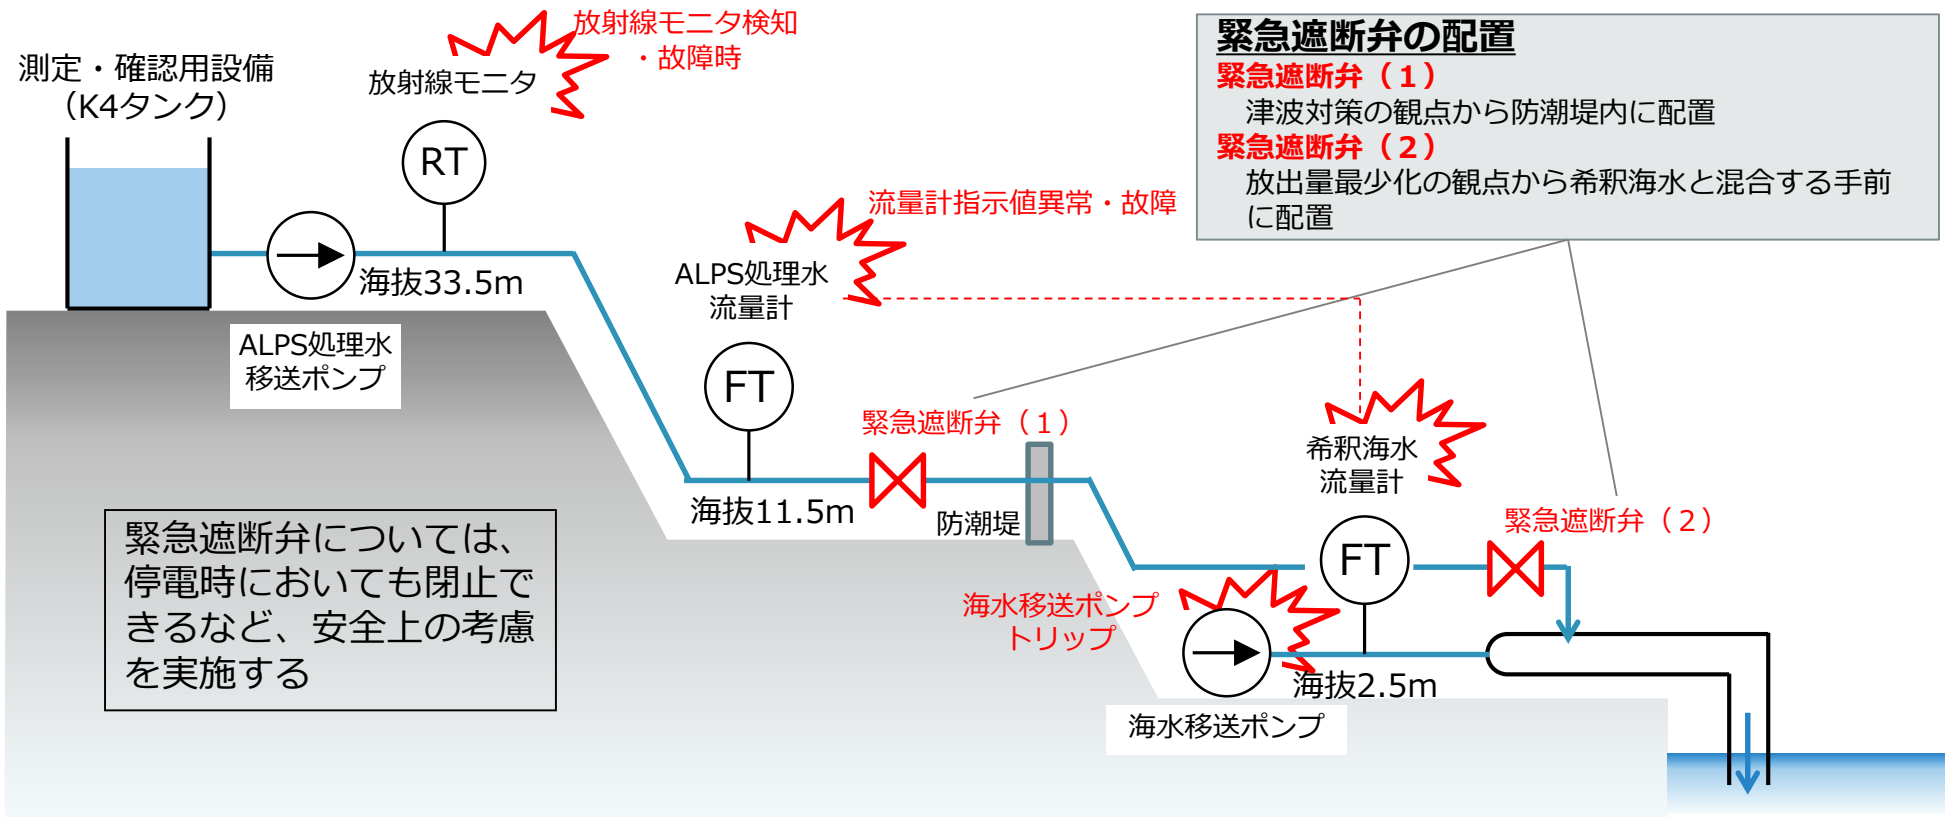 放射線モニタ検知
・故障時
測定・確認用設備
（K4タンク）
放射線モニタ
RT
海抜33.5m
ALPS処理水
移送ポンプ
緊急遮断弁の配置
緊急遮断弁（１）
津波対策の観点から防潮堤内に配置
緊急遮断弁（２）
放出量最少化の観点から希釈海水と混合する手前
に配置
流量計指示値異常・故障
ALPS処理水
流量計
FT
緊急遮断弁（１）
海抜11.5m
防潮堤
希釈海水
流量計
FT
緊急遮断弁（２）
海水移送ポンプ
トリップ
海抜2.5m
海水移送ポンプ
緊急遮断弁については、
停電時においても閉止で
きるなど、安全上の考慮
を実施する